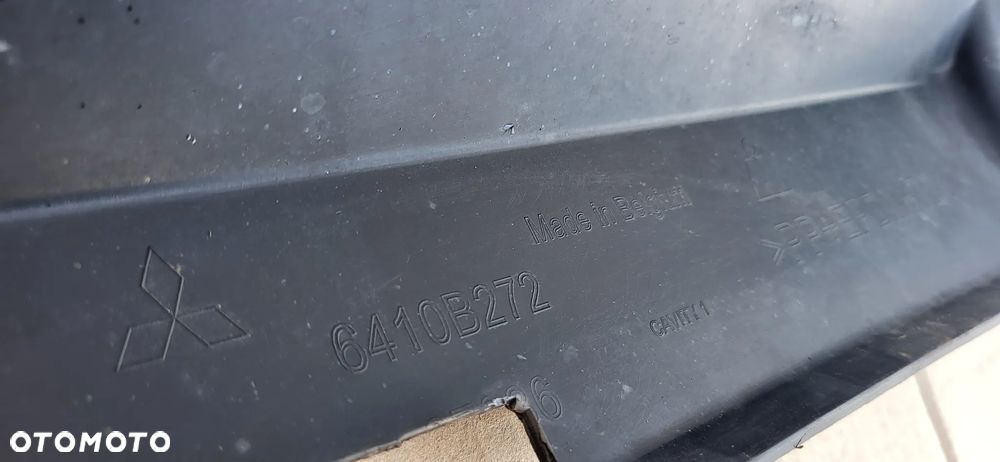 Made in Belgium
6410B272
CAVITY 1
OTOMOTO